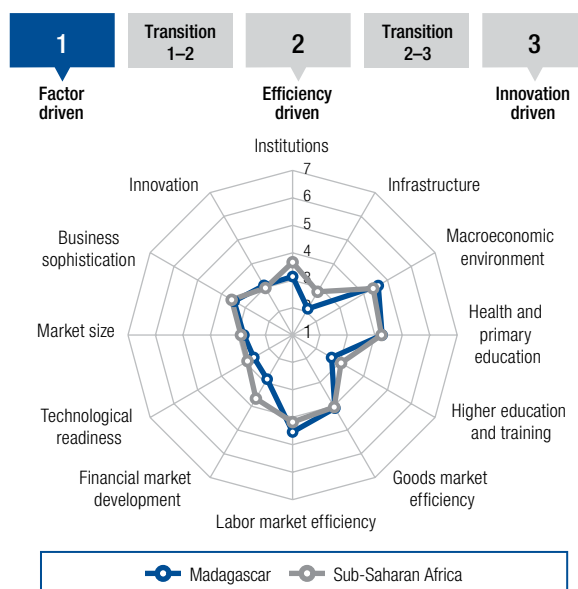 1
Transition
1–2
2
Transition
2–3
3
Factor
driven
Efficiency
driven
Innovation
driven
Institutions
7
6
5
4
3
2
1
Innovation
Infrastructure
Business
sophistication
Macroeconomic
environment
Market size
Health and
primary
education
Technological
readiness
Higher education
and training
Financial market
development
Goods market
efficiency
Labor market efficiency
Madagascar
Sub-Saharan Africa